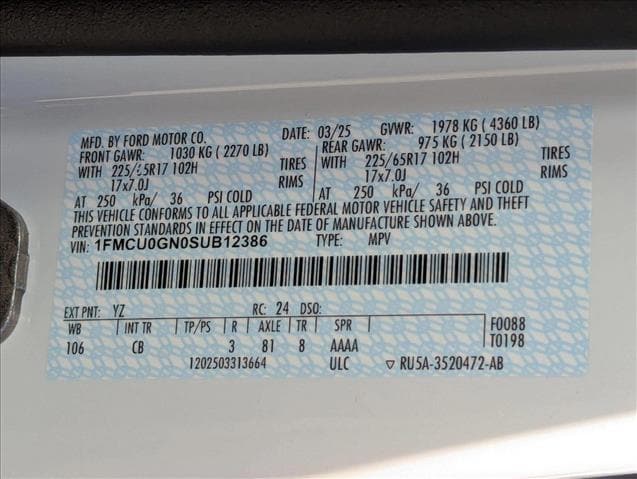 MFD. BY FORD MOTOR CO. DATE: 03/25 GVWR: 1978 KG ( 4360 LB)
FRONT GAWR: 1030 KG ( 2270 LB) REAR GAWR: 975 KG ( 2150 LB)
WITH 225/65R17 102H TIRES WITH 225/65R17 102H TIRES
17x7.0J RIMS 17x7.0J RIMS
AT 250 kPa/ 36 PSI COLD AT 250 kPa/ 36 PSI COLD
THIS VEHICLE CONFORMS TO ALL APPLICABLE FEDERAL MOTOR VEHICLE SAFETY AND THEFT
PREVENTION STANDARDS IN EFFECT ON THE DATE OF MANUFACTURE SHOWN ABOVE.
VIN: 1FMCU0GN0SUB12386 TYPE: MPV
EXT PNT: YZ RC: 24 DSO:
WB INT TR TP/PS R AXLE TR SPR F0088
106 CB 3 81 8 AAAA T0198
1202503313664 ULC ▽ RU5A-3520472-AB